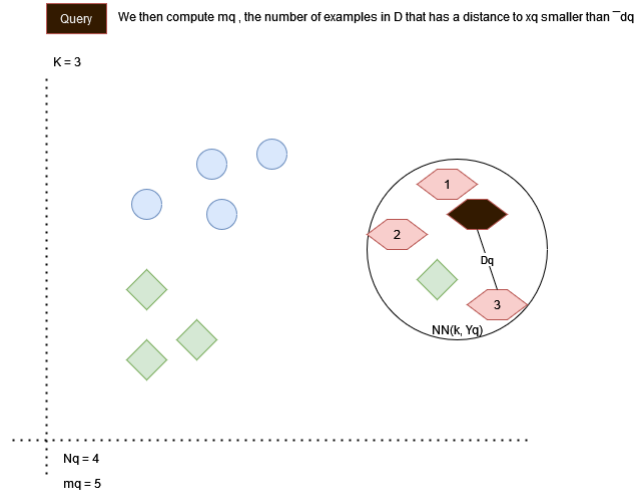 Query
We then compute mq , the number of examples in D that has a distance to xq smaller than ¯dq
K = 3
1
2
Dq
3
NN(k, Yq)
Nq = 4
mq = 5